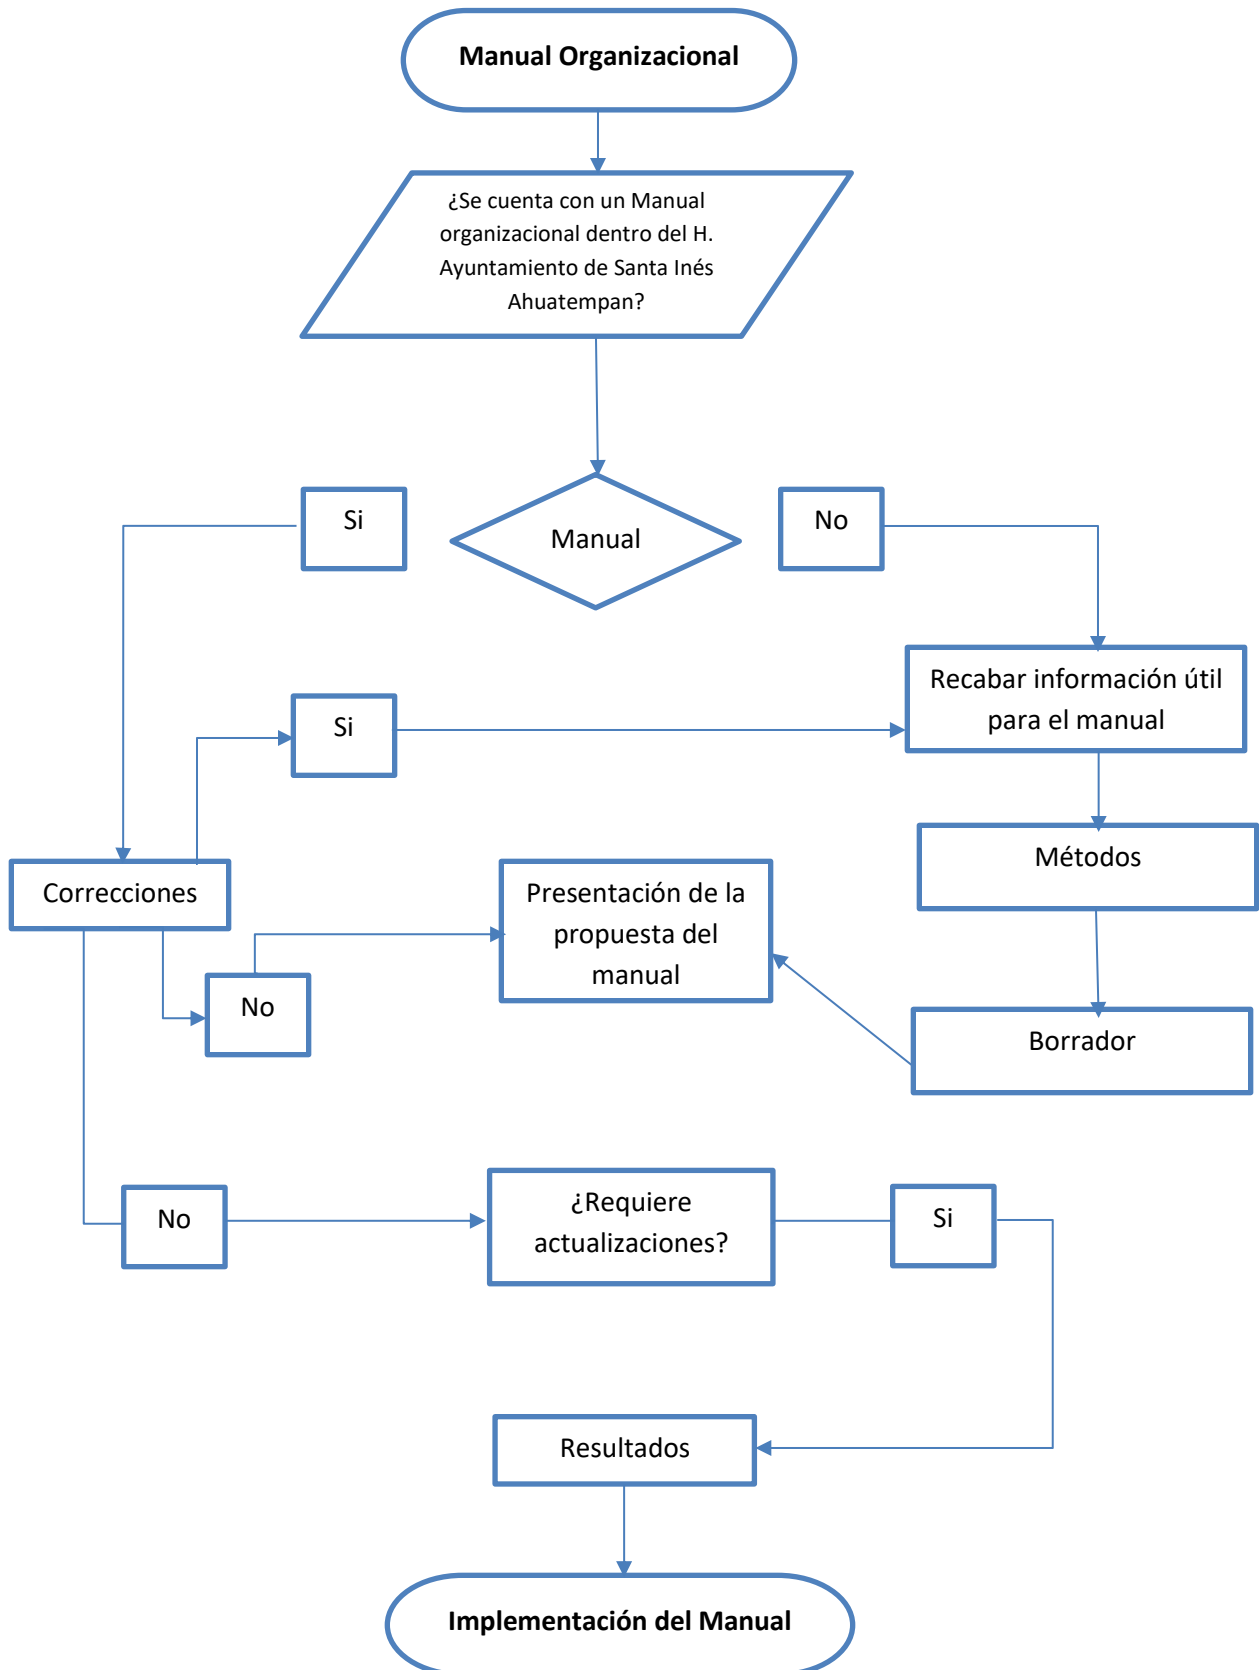 Manual Organizacional
¿Se cuenta con un Manual
organizacional dentro del H.
Ayuntamiento de Santa Inés
Ahuatempan?
Si
Manual
No
Recabar información útil
para el manual
Si
Métodos
Correcciones
Presentación de la
propuesta del
manual
No
Borrador
No
¿Requiere
actualizaciones?
Si
Resultados
Implementación del Manual